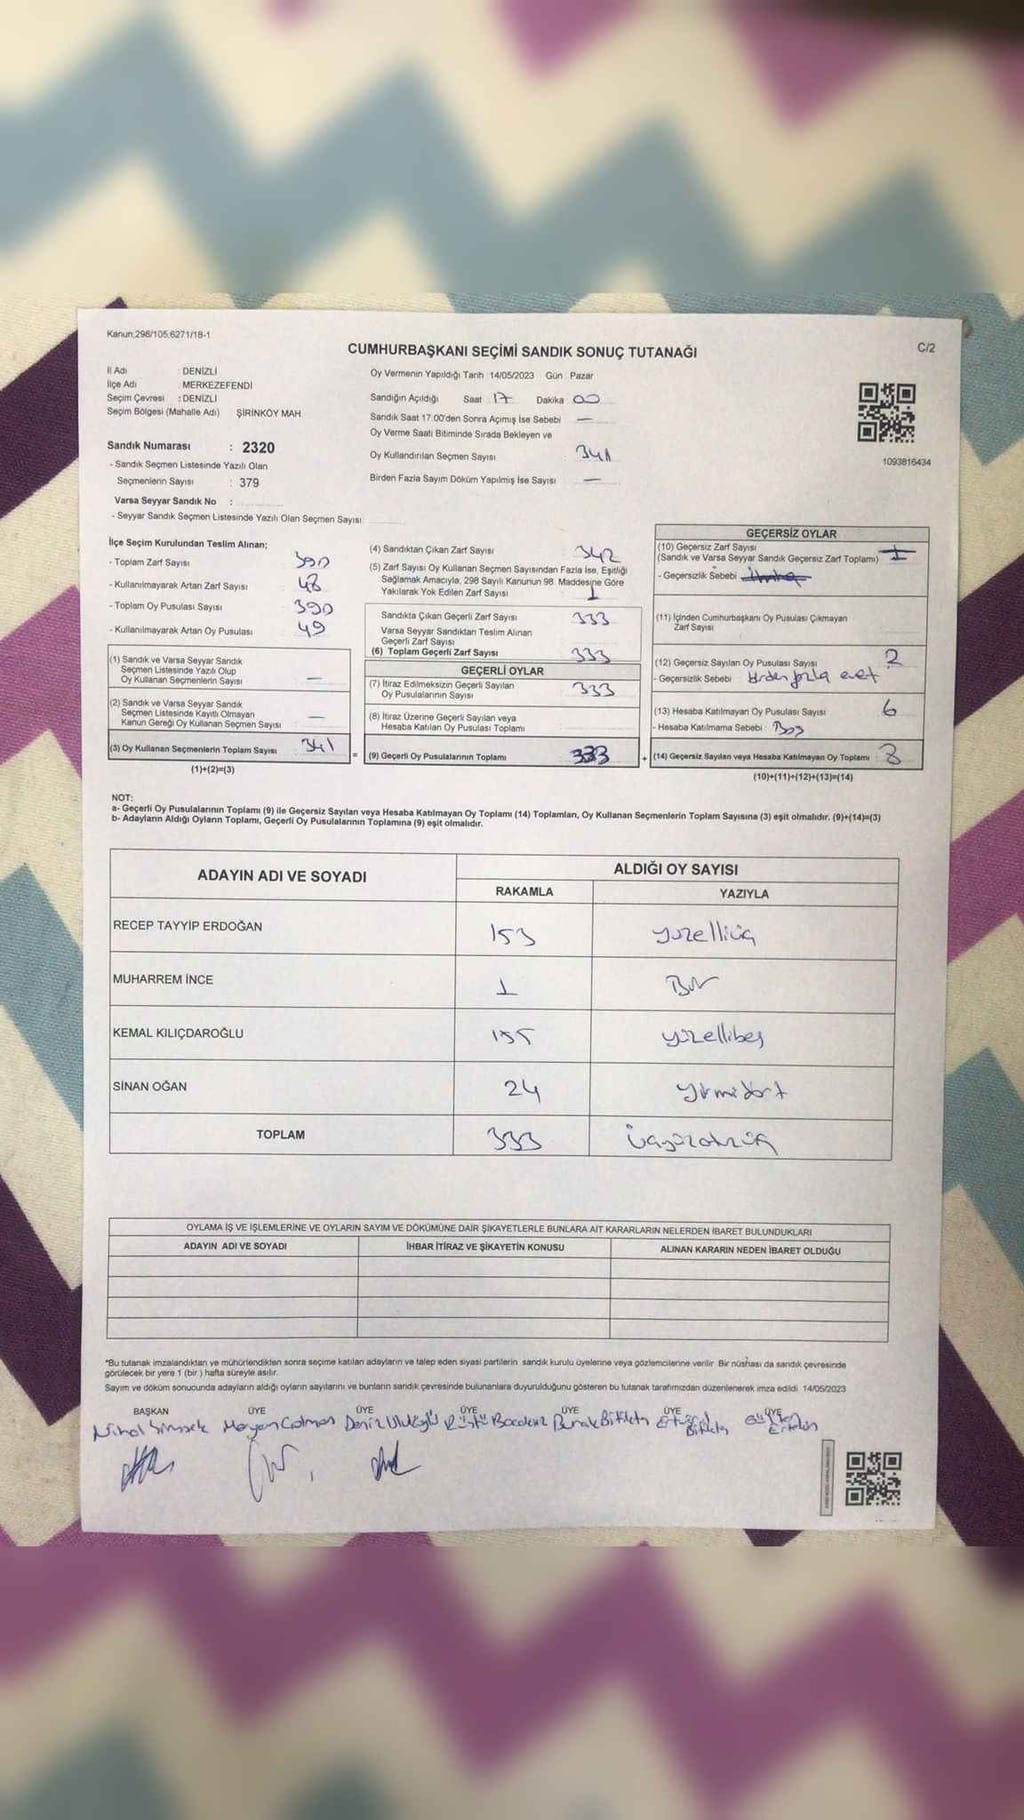 Kanun:298/105,6271/18-1
C/2
CUMHURBAŞKANI SEÇİMİ SANDIK SONUÇ TUTANAĞI
İl Adı : DENİZLİ
İlçe Adı : MERKEZEFENDİ
Seçim Çevresi : DENİZLİ
Seçim Bölgesi (Mahalle Adı) ŞİRİNKÖY MAH.
Sandık Numarası : 2320
- Sandık Seçmen Listesinde Yazılı Olan
Seçmenlerin Sayısı : 379
Varsa Seyyar Sandık No :
- Seyyar Sandık Seçmen Listesinde Yazılı Olan Seçmen Sayısı
Oy Vermenin Yapıldığı Tarih 14/05/2023 Gün Pazar
Sandığın Açıldığı Saat 17 Dakika 00
Sandık Saat 17.00'den Sonra Açımış İse Sebebi —
Oy Verme Saati Bitiminde Sırada Bekleyen ve
Oy Kullandırılan Seçmen Sayısı 341
Birden Fazla Sayım Döküm Yapılmış İse Sayısı —
1093816434
İlçe Seçim Kurulundan Teslim Alınan;
- Toplam Zarf Sayısı 390
- Kullanılmayarak Artan Zarf Sayısı 48
- Toplam Oy Pusulası Sayısı 390
- Kullanılmayarak Artan Oy Pusulası 49
(1) Sandık ve Varsa Seyyar Sandık
Seçmen Listesinde Yazılı Olup
Oy Kullanan Seçmenlerin Sayısı —
(2) Sandık ve Varsa Seyyar Sandık
Seçmen Listesinde Kayıtlı Olmayan
Kanun Gereği Oy Kullanan Seçmen Sayısı —
(3) Oy Kullanan Seçmenlerin Toplam Sayısı 341
(1)+(2)=(3)
(4) Sandıktan Çıkan Zarf Sayısı 342
(5) Zarf Sayısı Oy Kullanan Seçmen Sayısından Fazla İse, Eşitliği
Sağlamak Amacıyla, 298 Sayılı Kanunun 98. Maddesine Göre
Yakılarak Yok Edilen Zarf Sayısı 1
Sandıkta Çıkan Geçerli Zarf Sayısı 333
Varsa Seyyar Sandıktan Teslim Alınan
Geçerli Zarf Sayısı
(6) Toplam Geçerli Zarf Sayısı 333
GEÇERLİ OYLAR
(7) İtiraz Edilmeksizin Geçerli Sayılan
Oy Pusulalarının Sayısı 333
(8) İtiraz Üzerine Geçerli Sayılan veya
Hesaba Katılan Oy Pusulası Toplamı
= (9) Geçerli Oy Pusulalarının Toplamı 333
GEÇERSİZ OYLAR
(10) Geçersiz Zarf Sayısı
(Sandık ve Varsa Seyyar Sandık Geçersiz Zarf Toplamı) 1
- Geçersizlik Sebebi
(11) İçinden Cumhurbaşkanı Oy Pusulası Çıkmayan
Zarf Sayısı
(12) Geçersiz Sayılan Oy Pusulası Sayısı 2
- Geçersizlik Sebebi Birden fazla evet
(13) Hesaba Katılmayan Oy Pusulası Sayısı 6
- Hesaba Katılmama Sebebi : Boş
+ (14) Geçersiz Sayılan veya Hesaba Katılmayan Oy Toplamı 8
(10)+(11)+(12)+(13)=(14)
NOT:
a- Geçerli Oy Pusulalarının Toplamı (9) ile Geçersiz Sayılan veya Hesaba Katılmayan Oy Toplamı (14) Toplamları, Oy Kullanan Seçmenlerin Toplam Sayısına (3) eşit olmalıdır. (9)+(14)=(3)
b- Adayların Aldığı Oyların Toplamı, Geçerli Oy Pusulalarının Toplamına (9) eşit olmalıdır.
ADAYIN ADI VE SOYADI ALDIĞI OY SAYISI
RAKAMLA YAZIYLA
RECEP TAYYİP ERDOĞAN 153 yüzelliüç
MUHARREM İNCE 1 Bir
KEMAL KILIÇDAROĞLU 155 yüzellibeş
SİNAN OĞAN 24 yirmidört
TOPLAM 333 üçyüzotuzüç
OYLAMA İŞ VE İŞLEMLERİNE VE OYLARIN SAYIM VE DÖKÜMÜNE DAİR ŞİKAYETLERLE BUNLARA AİT KARARLARIN NELERDEN İBARET BULUNDUKLARI
ADAYIN ADI VE SOYADI İHBAR İTİRAZ VE ŞİKAYETİN KONUSU ALINAN KARARIN NEDEN İBARET OLDUĞU
*Bu tutanak imzalandıktan ve mühürlendikten sonra seçime katılan adayların ve talep eden siyasi partilerin sandık kurulu üyelerine veya gözlemcilerine verilir. Bir nüshası da sandık çevresinde
görülecek bir yere 1 (bir) hafta süreyle asılır.
Sayım ve döküm sonucunda adayların aldığı oyların sayılarını ve bunların sandık çevresinde bulunanlara duyurulduğunu gösteren bu tutanak tarafımızdan düzenlenerek imza edildi. 14/05/2023
BAŞKAN ÜYE ÜYE ÜYE ÜYE ÜYE ÜYE
Nihal Şimşek Deniz Burak